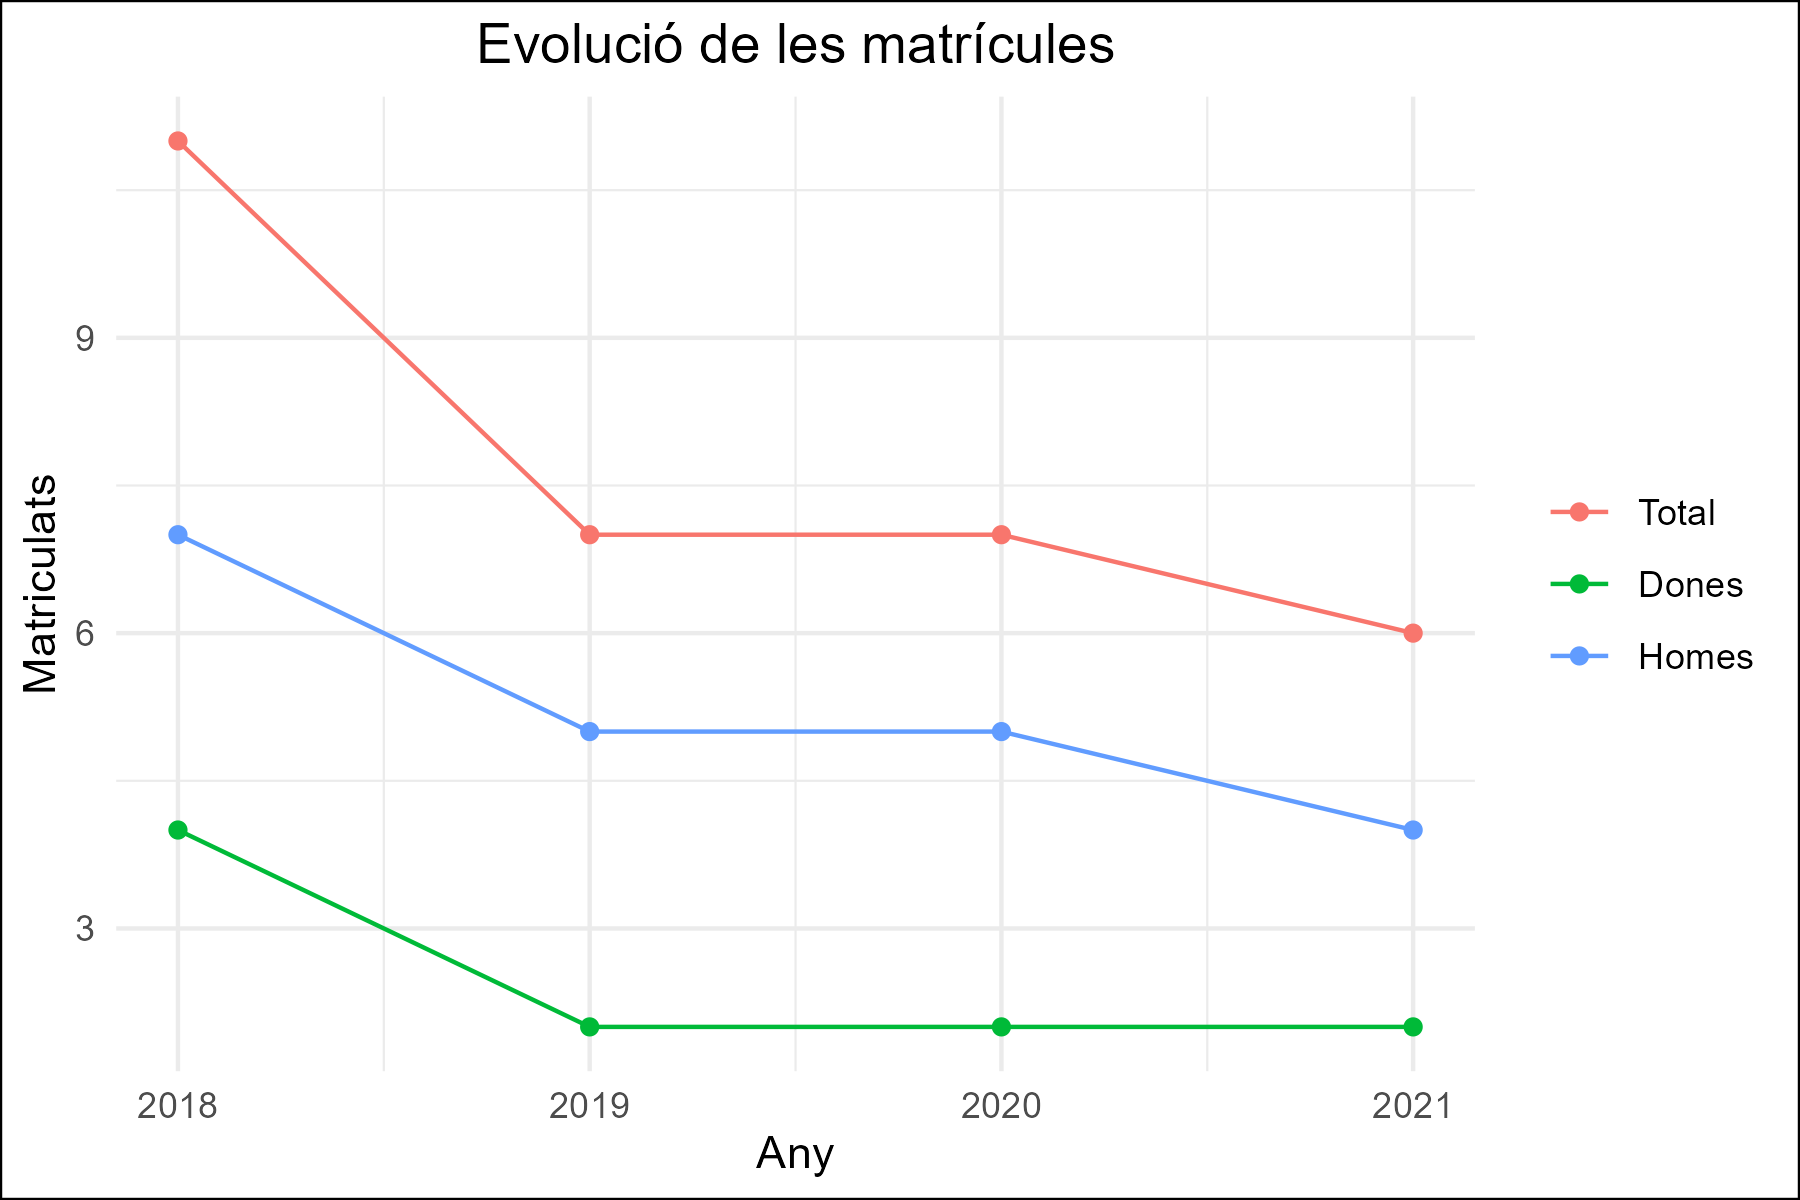 Evolució de les matrícules
Matriculats
9
6
3
2018
2019
2020
2021
Any
Total
Dones
Homes